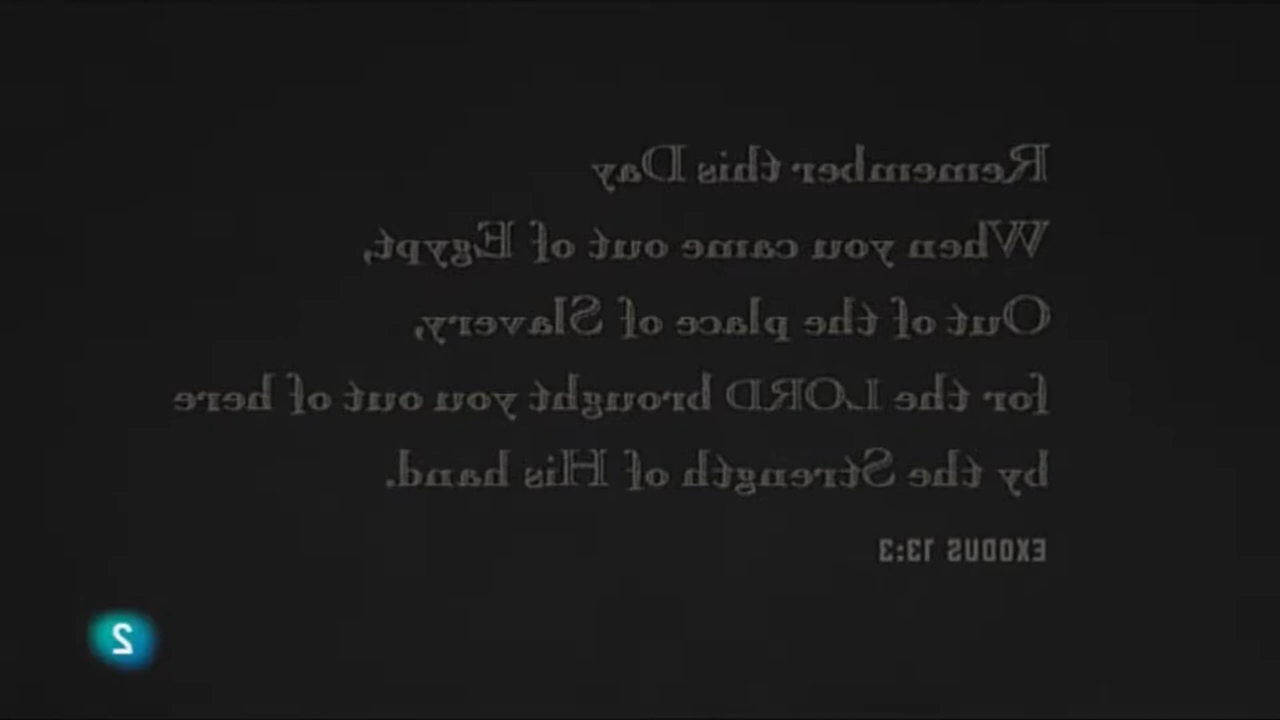 Remember this Day
When you came out of Egypt,
Out of the place of Slavery,
for the LORD brought you out of here
by the Strength of His hand.
EXODUS 13:3
2